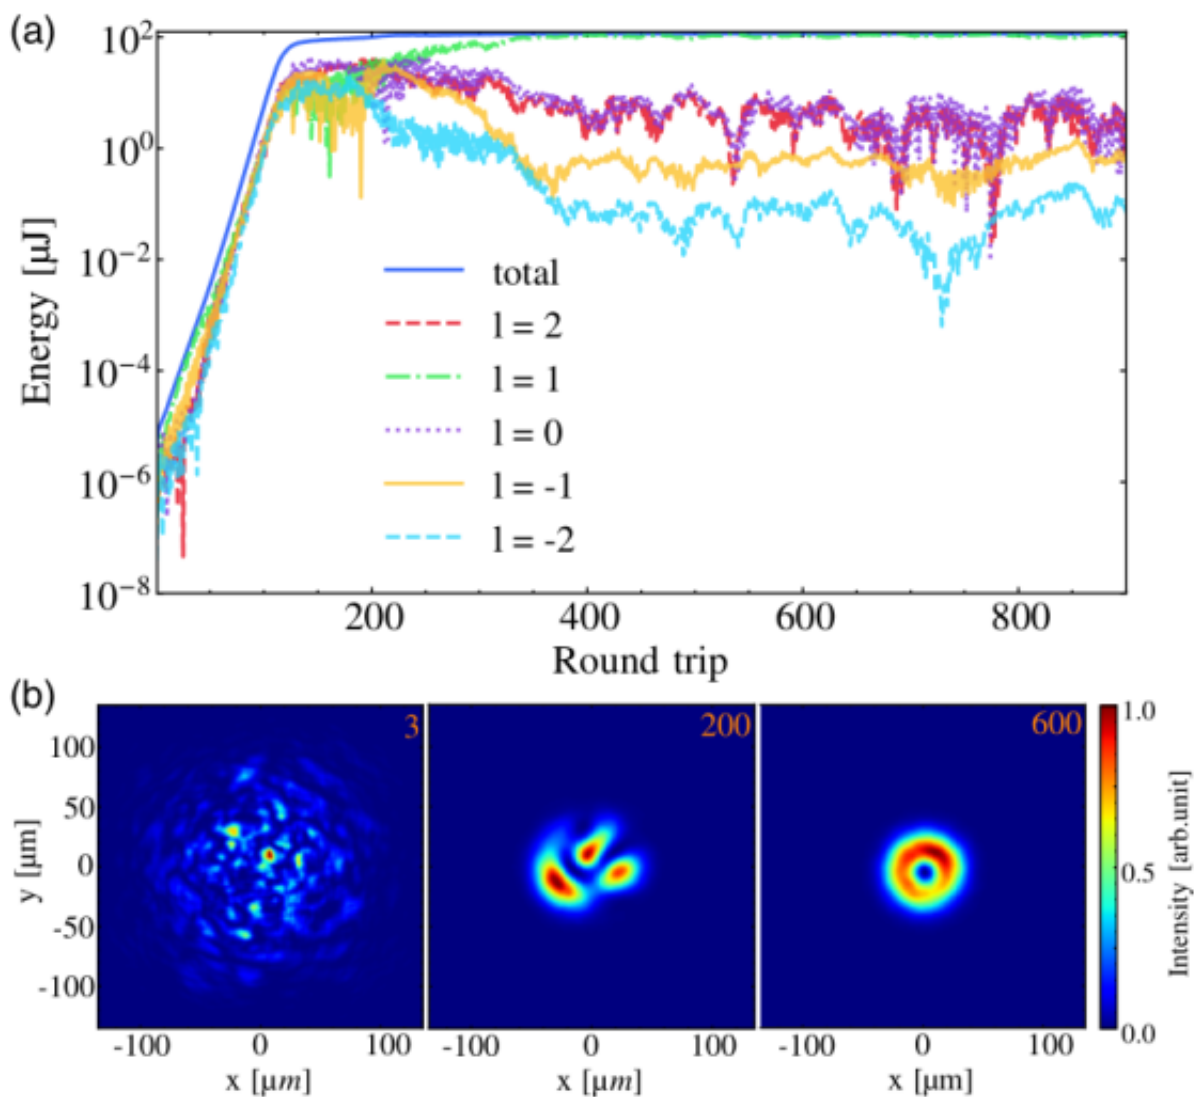 (a)
10²
10⁰
10⁻²
10⁻⁴
10⁻⁶
10⁻⁸
Energy [µJ]
total
l = 2
l = 1
l = 0
l = -1
l = -2
200 400 600 800
Round trip
(b)
3 200 600
100
50
0
-50
-100
y [µm]
-100 0 100 -100 0 100 -100 0 100
x [µm] x [µm] x [µm]
1.0
0.5
0.0
Intensity [arb.unit]